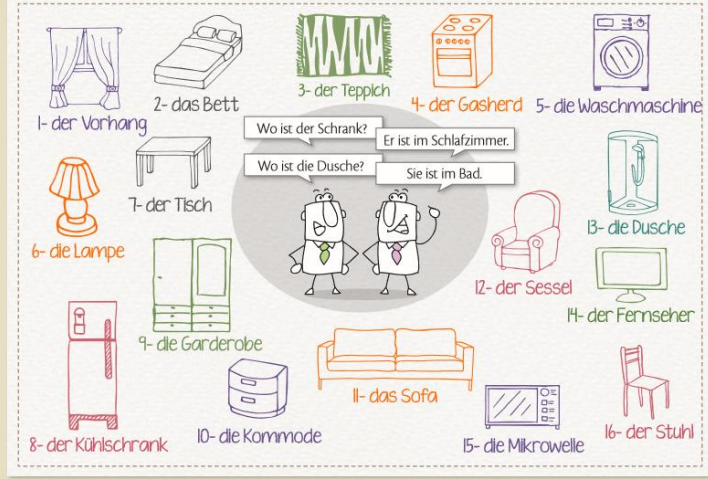 1- der Vorhang
2- das Bett
3- der Teppich
4- der Gasherd
5- die Waschmaschine
Wo ist der Schrank?
Er ist im Schlafzimmer.
Wo ist die Dusche?
Sie ist im Bad.
6- die Lampe
7- der Tisch
8- der Kühlschrank
9- die Garderobe
10- die Kommode
11- das Sofa
12- der Sessel
13- die Dusche
14- der Fernseher
15- die Mikrowelle
16- der Stuhl